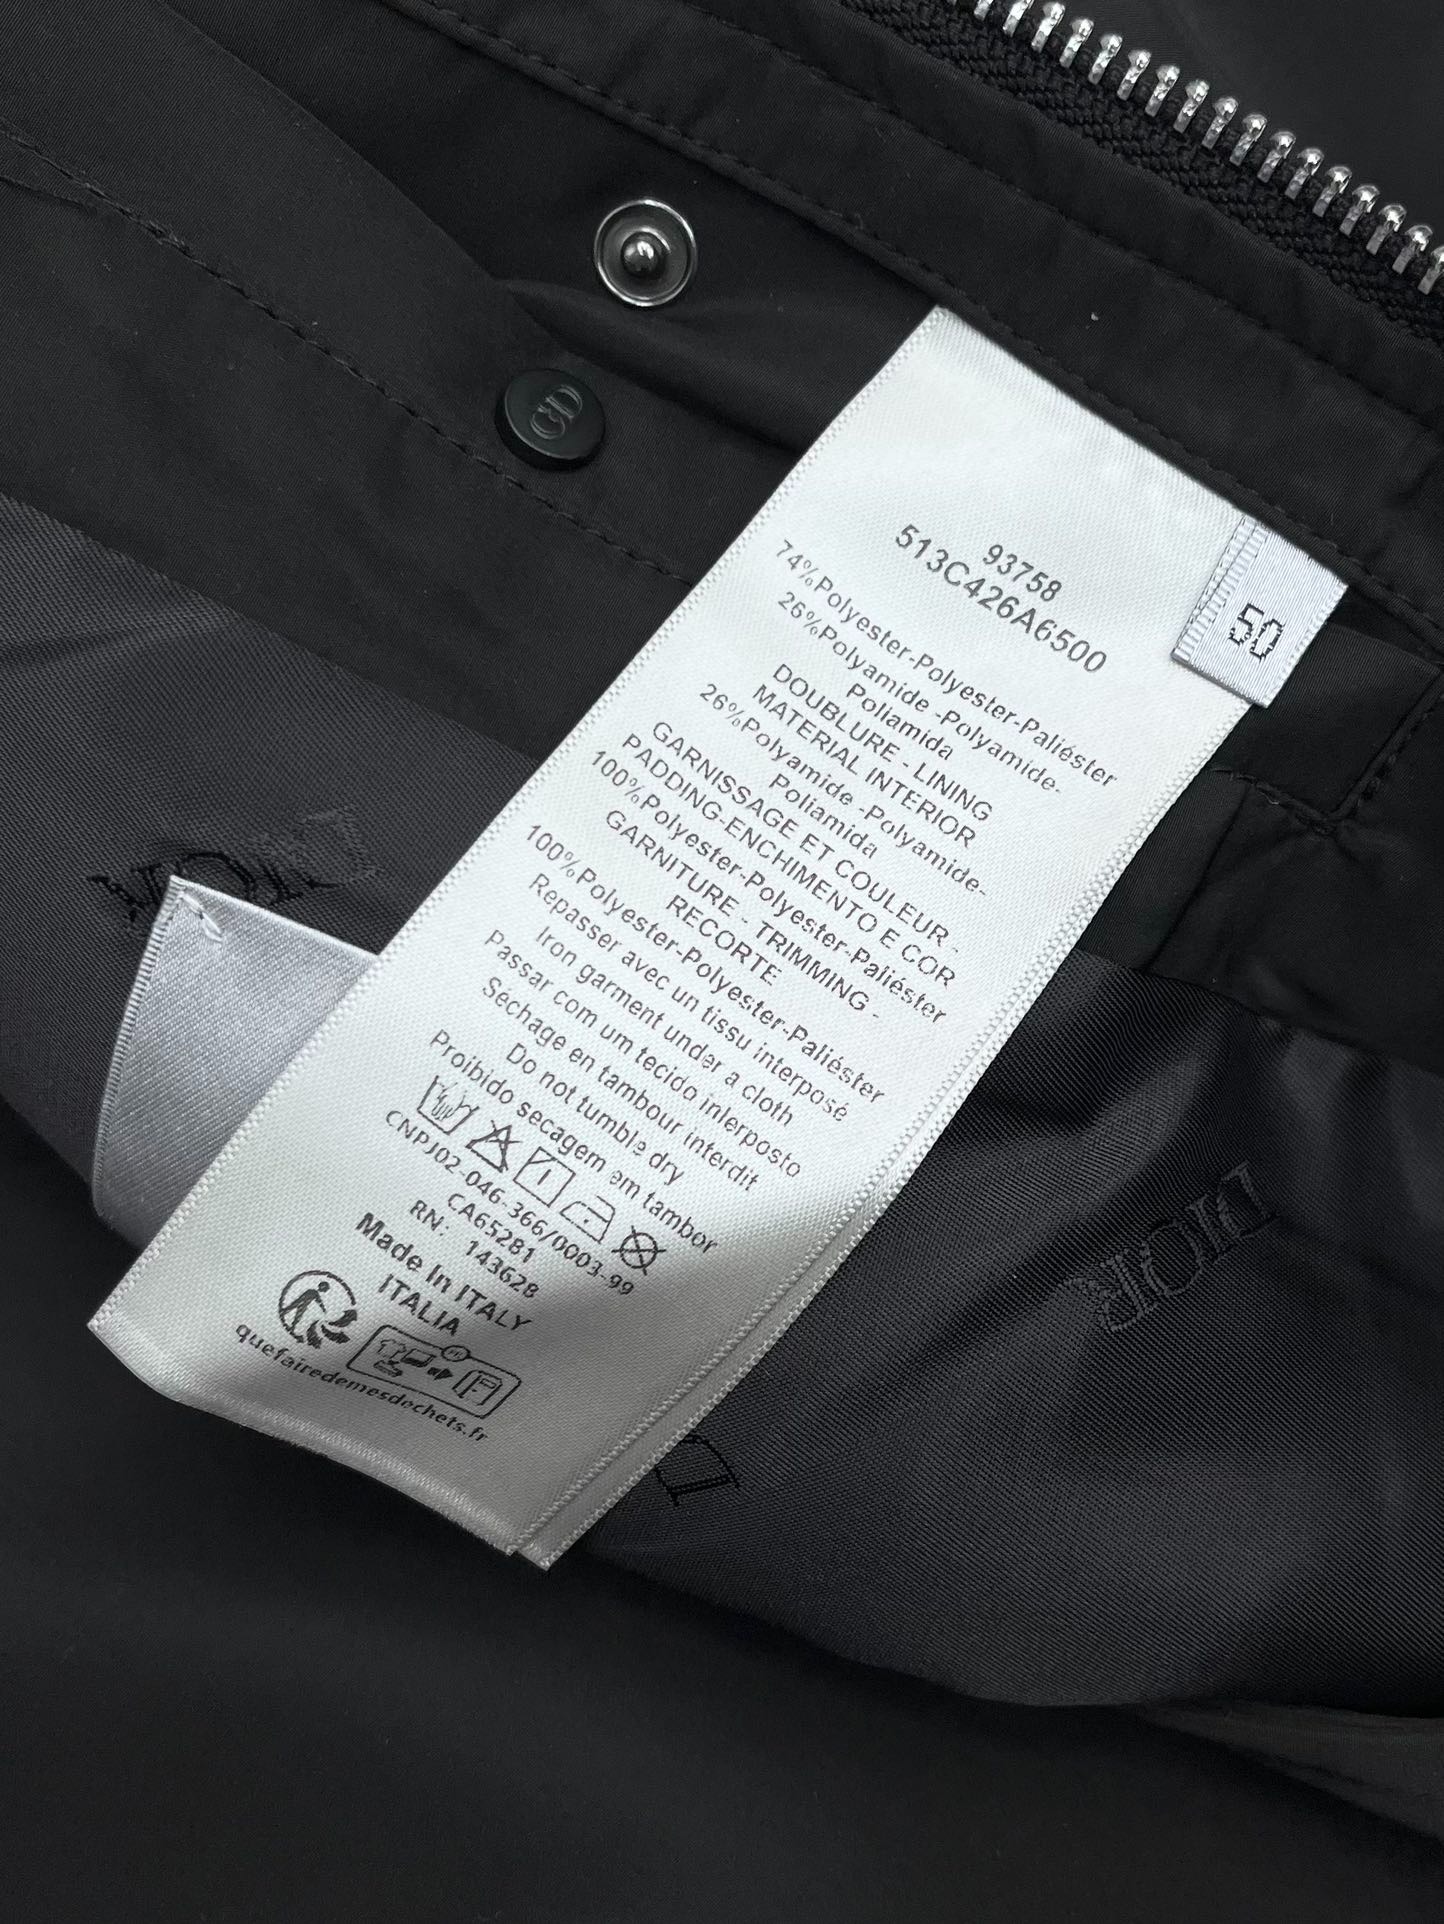 93758
513C426A6500
74%Polyester-Polyester-Paliéster
26%Polyamide -Polyamide-
Poliamida
DOUBLURE - LINING
MATERIAL INTERIOR
26%Polyamide -Polyamide-
Poliamida
GARNISSAGE ET COULEUR -
PADDING-ENCHIMENTO E COR
100%Polyester-Polyester-Paliéster
GARNITURE - TRIMMING -
RECORTE
100%Polyester-Polyester-Paliéster
Repasser avec un tissu interposé
Iron garment under a cloth
Passar com um tecido inlerposto
Séchage en tambour interdit
Do not tumble dry
Proibido secagem em tambor
CNPJ02-046-366/0003-99
CA65281
RN: 143628
Made In ITALY
ITALIA
FR
quefairedemesdechets.fr
50
CD
DIOR
DIOR
D